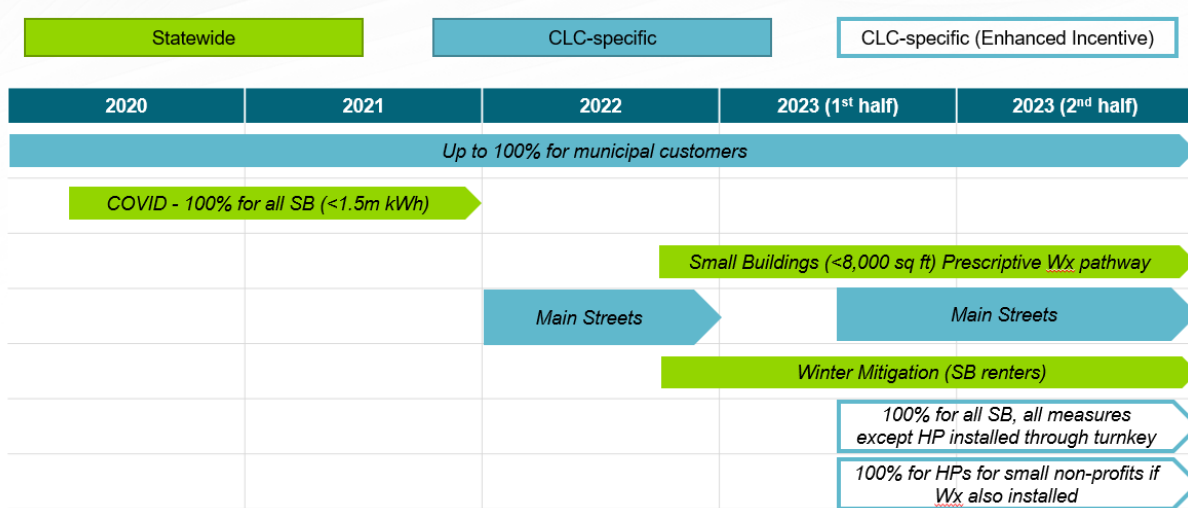 Statewide
CLC-specific
CLC-specific (Enhanced Incentive)
2020
2021
2022
2023 (1st half)
2023 (2nd half)
Up to 100% for municipal customers
COVID - 100% for all SB (<1.5m kWh)
Small Buildings (<8,000 sq ft) Prescriptive Wx pathway
Main Streets
Main Streets
Winter Mitigation (SB renters)
100% for all SB, all measures
except HP installed through turnkey
100% for HPs for small non-profits if
Wx also installed